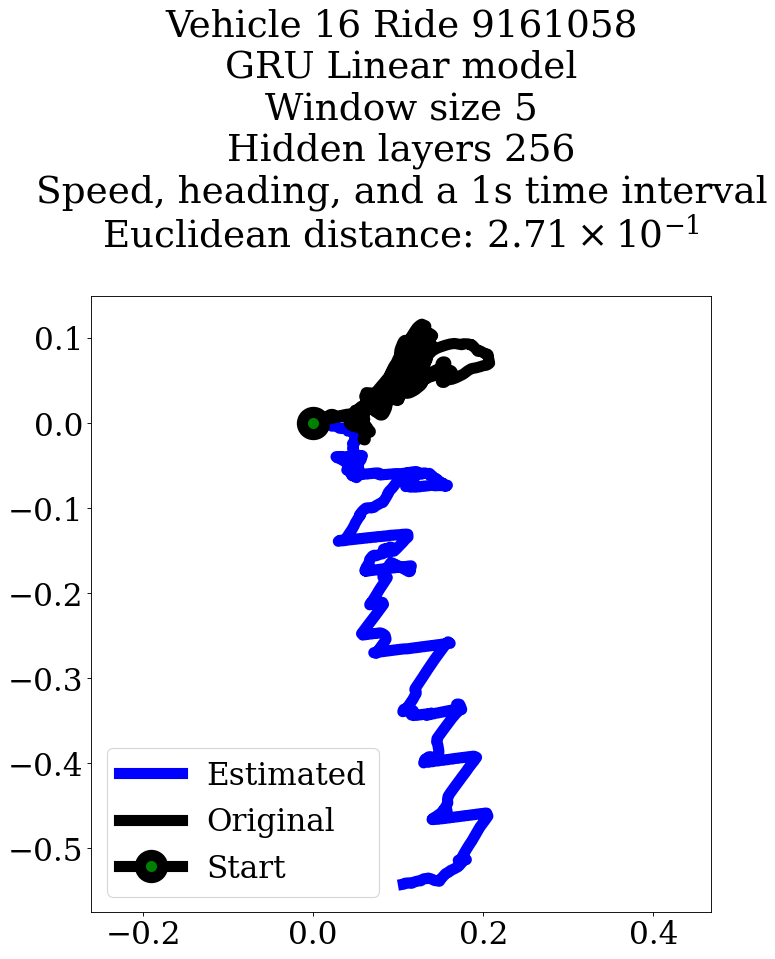 Vehicle 16 Ride 9161058
GRU Linear model
Window size 5
Hidden layers 256
Speed, heading, and a 1s time interval
Euclidean distance: 2.71 × 10⁻¹
0.1
0.0
−0.1
−0.2
−0.3
−0.4
−0.5
Estimated
Original
Start
−0.2 0.0 0.2 0.4